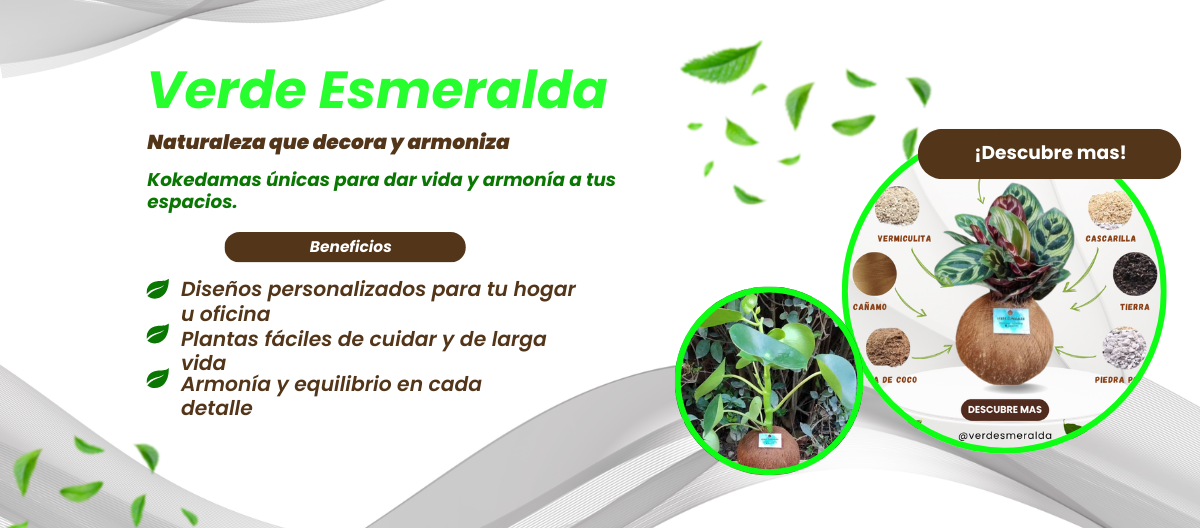 Verde Esmeralda
Naturaleza que decora y armoniza
Kokedamas únicas para dar vida y armonía a tus
espacios.
Beneficios
Diseños personalizados para tu hogar
u oficina
Plantas fáciles de cuidar y de larga
vida
Armonía y equilibrio en cada
detalle
¡Descubre mas!
VERMICULITA
CASCARILLA
CAÑAMO
TIERRA
DE COCO
PIEDRA
DESCUBRE MAS
@verdesmeralda